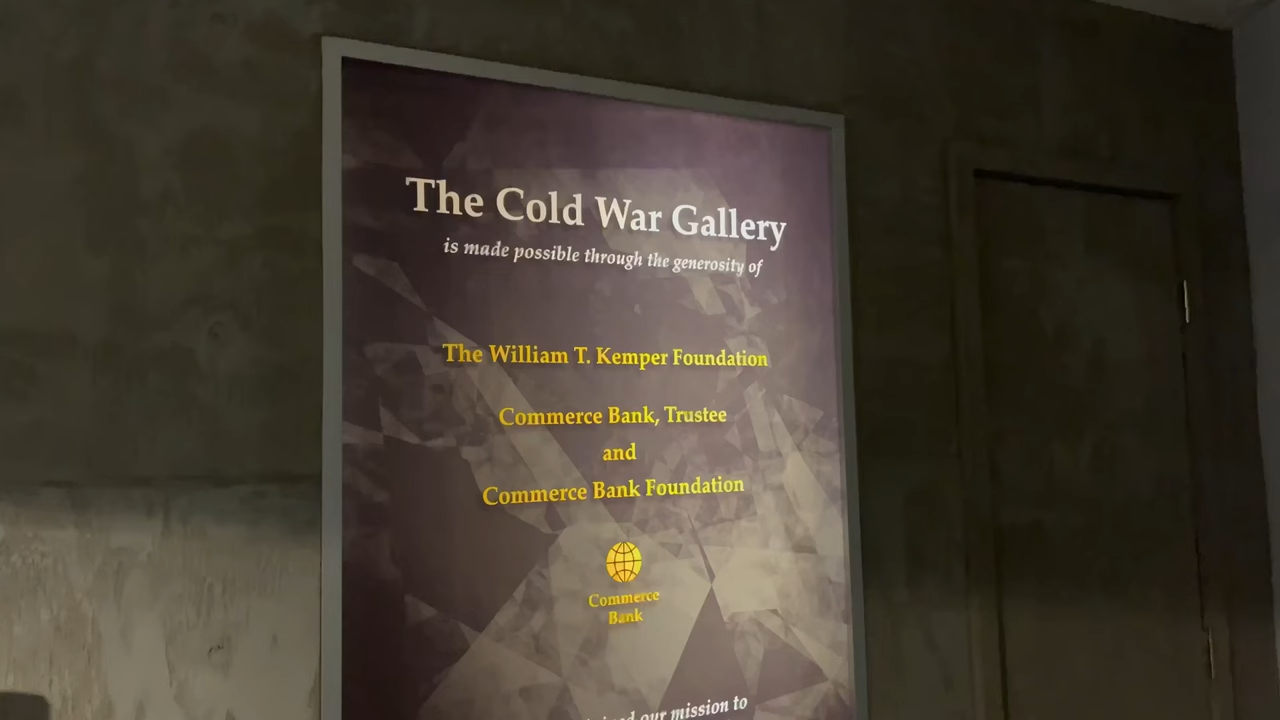 The Cold War Gallery
is made possible through the generosity of
The William T. Kemper Foundation
Commerce Bank, Trustee
and
Commerce Bank Foundation
Commerce
Bank
our mission to